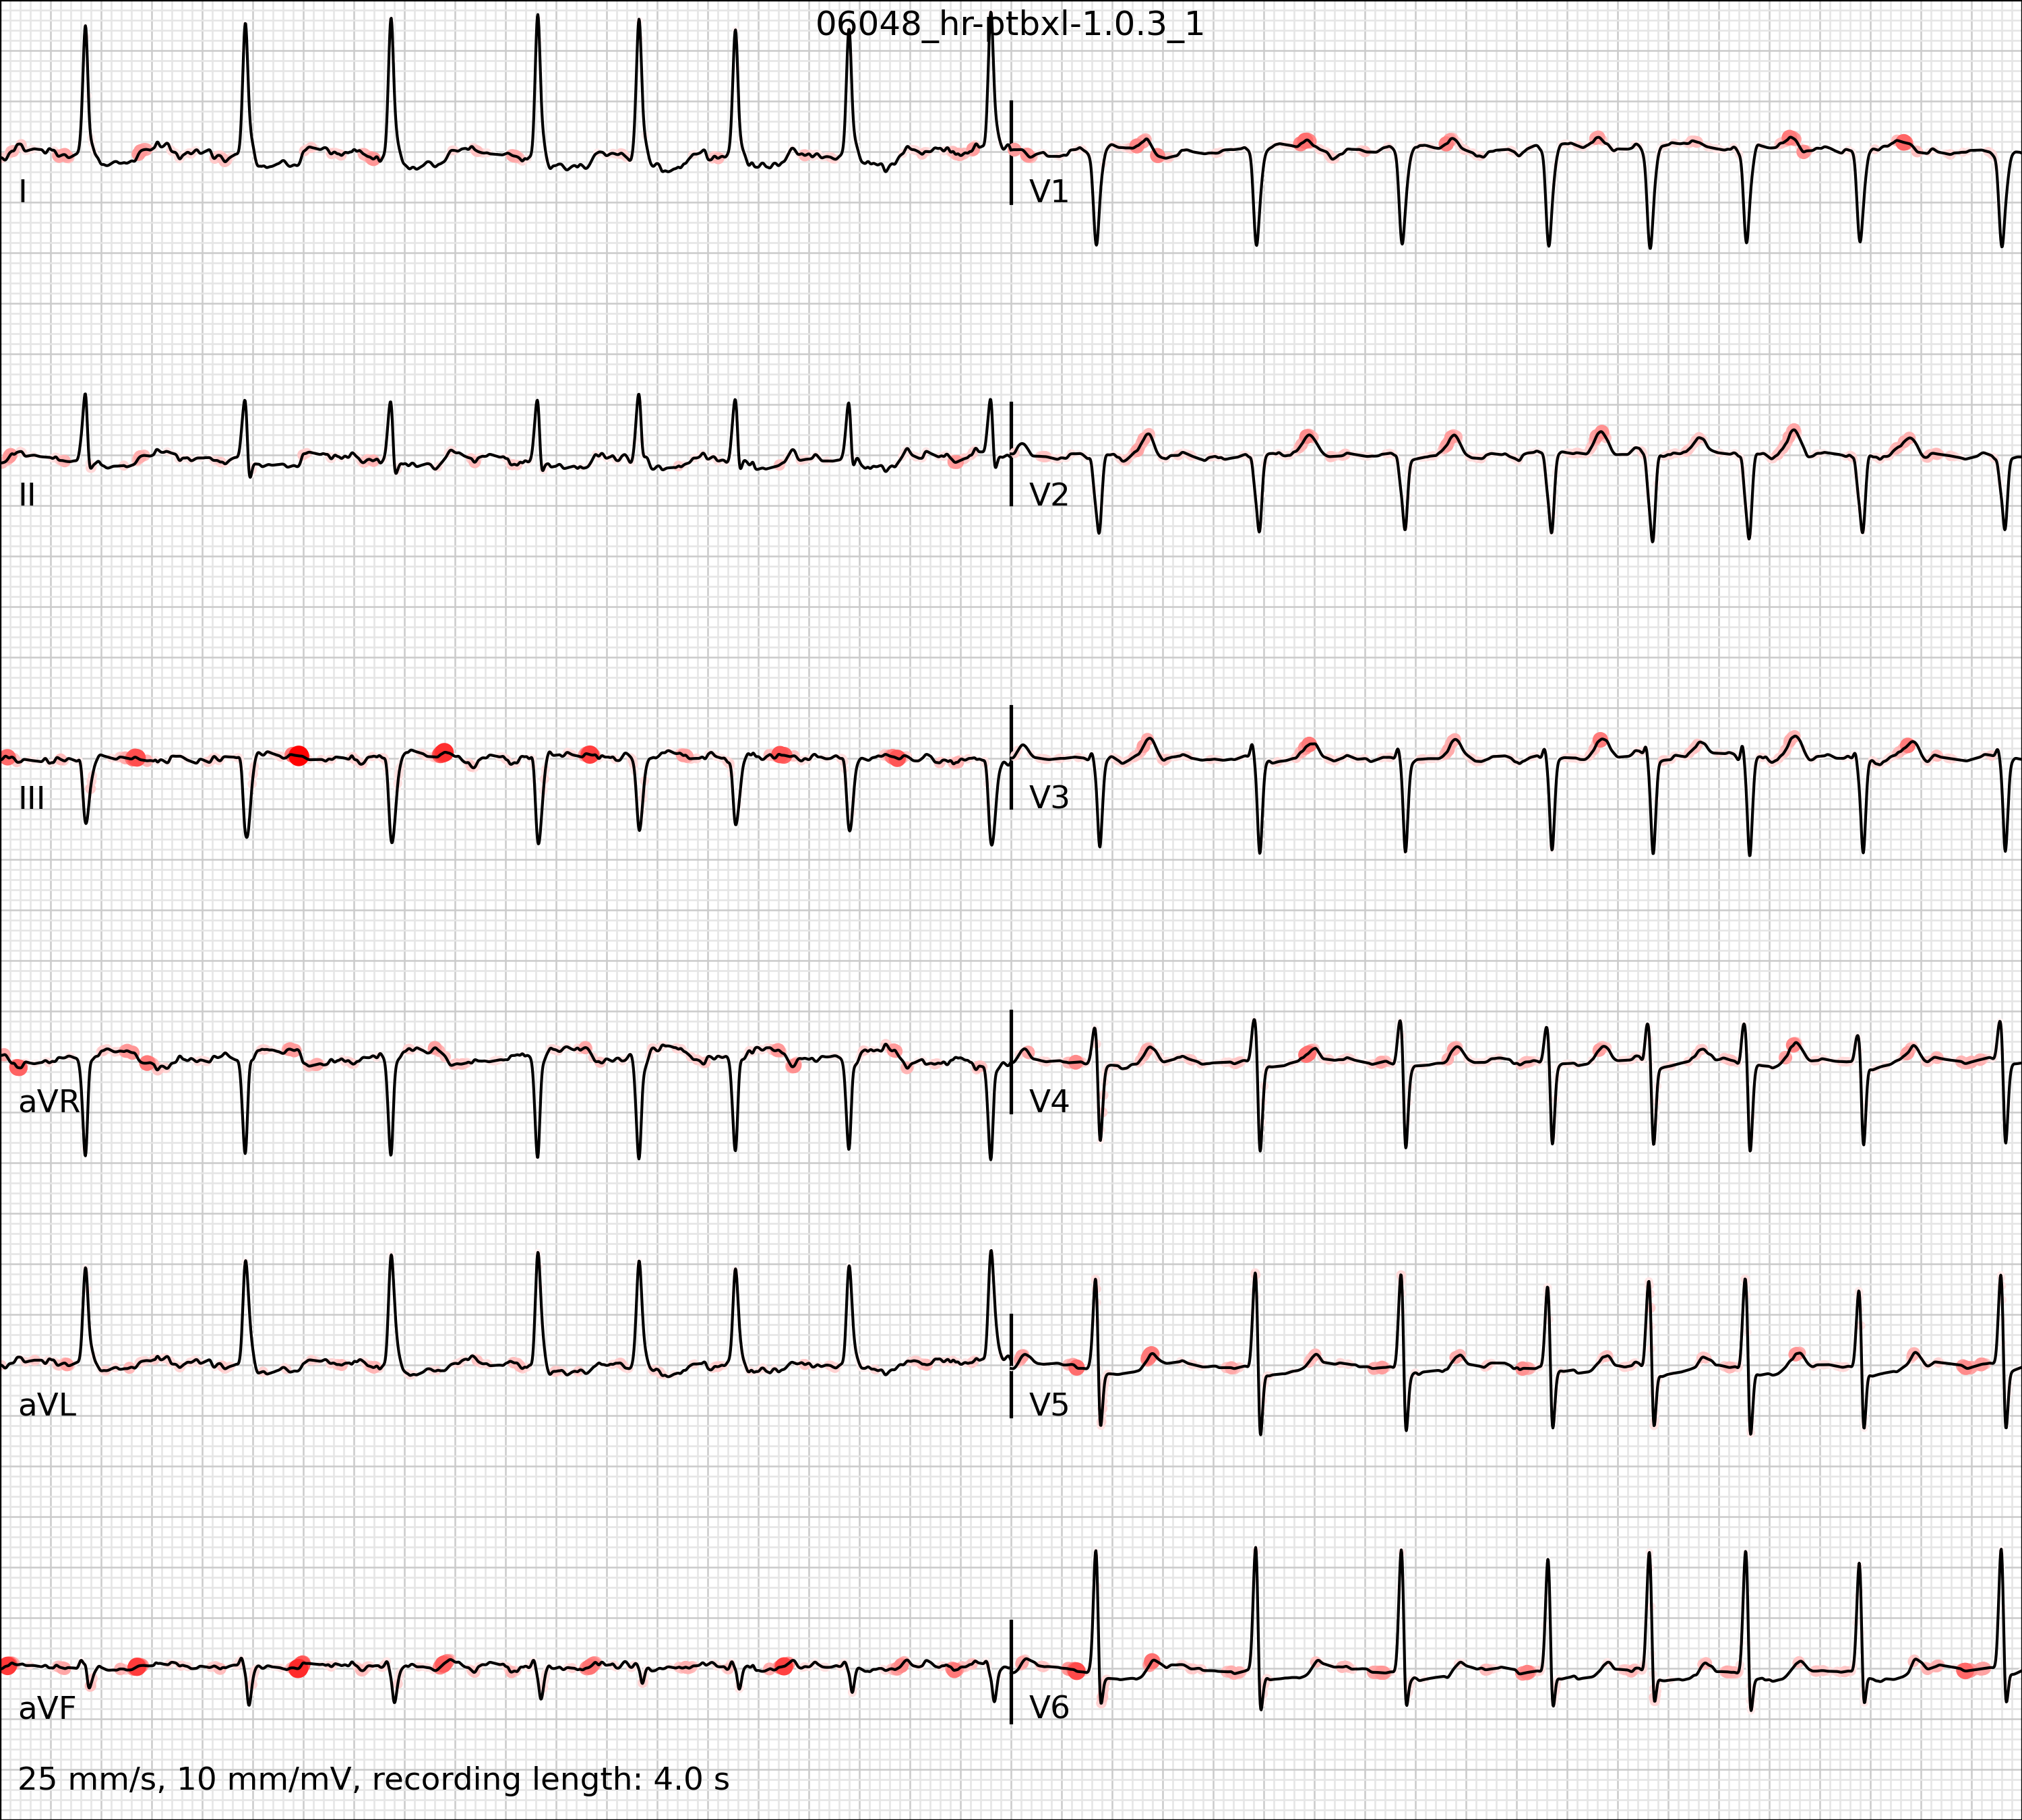 06048_hr-ptbxl-1.0.3_1
I
V1
II
V2
III
V3
aVR
V4
aVL
V5
aVF
V6
25 mm/s, 10 mm/mV, recording length: 4.0 s